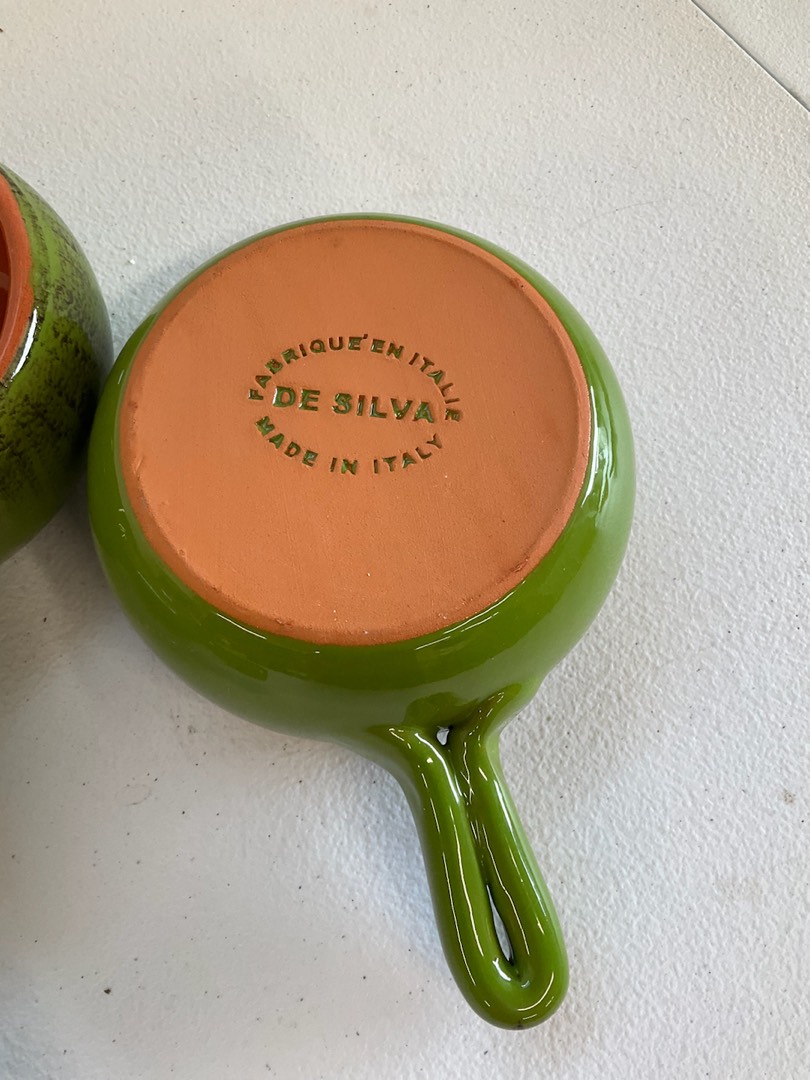 FABRIQUE' EN ITALIE
DE SILVA
MADE IN ITALY